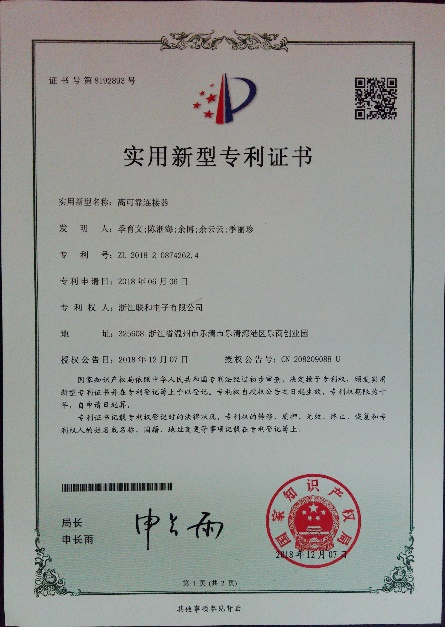 证书号第8192893号
实用新型专利证书
实用新型名称：高可靠连接器
发 明 人：季育文;陈淅海;余博;余云云;季丽珍
专 利 号：ZL 2018 2 0874262.4
专利申请日：2018年06月06日
专 利 权 人：浙江联和电子有限公司
地 址：325608 浙江省温州市乐清市乐清湾港区乐商创业园
授权公告日：2018年12月07日 授权公告号：CN 208209088 U
国家知识产权局依照中华人民共和国专利法经过初步审查，决定授予专利权，颁发实用
新型专利证书并在专利登记簿上予以登记。专利权自授权公告之日起生效。专利权期限为十
年，自申请日起算。
专利证书记载专利权登记时的法律状况。专利权的转移、质押、无效、终止、恢复和专
利权人的姓名或名称、国籍、地址变更等事项记载在专利登记簿上。
局长
申长雨
申长雨
国家知识产权局
2018年12月07日
第 1 页 (共 2 页)
其他事项参见背面